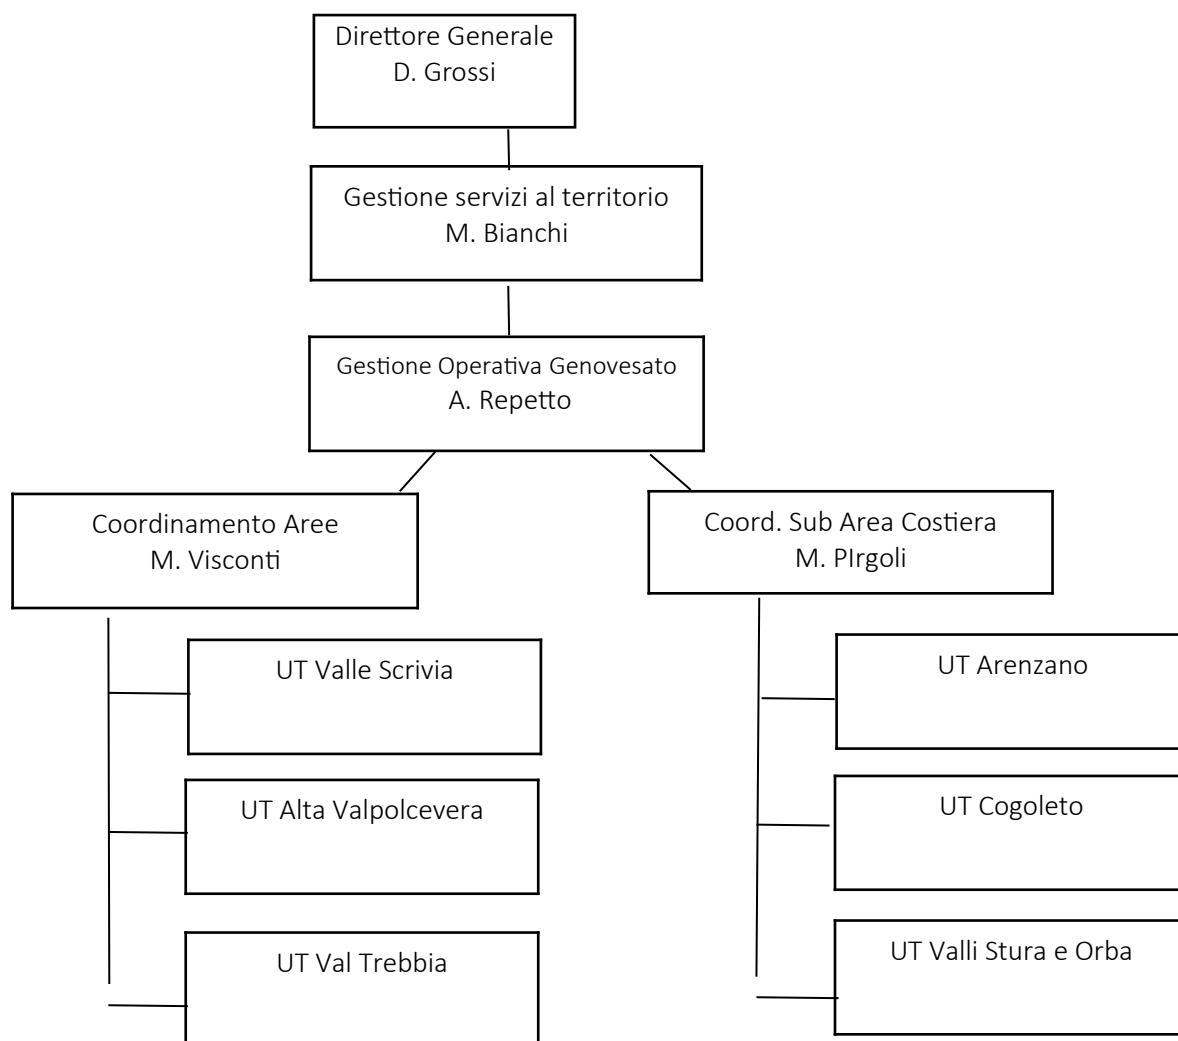 Direttore Generale
D. Grossi
Gestione servizi al territorio
M. Bianchi
Gestione Operativa Genovesato
A. Repetto
Coordinamento Aree
M. Visconti
Coord. Sub Area Costiera
M. PIrgoli
UT Valle Scrivia
UT Alta Valpolcevera
UT Val Trebbia
UT Arenzano
UT Cogoleto
UT Valli Stura e Orba